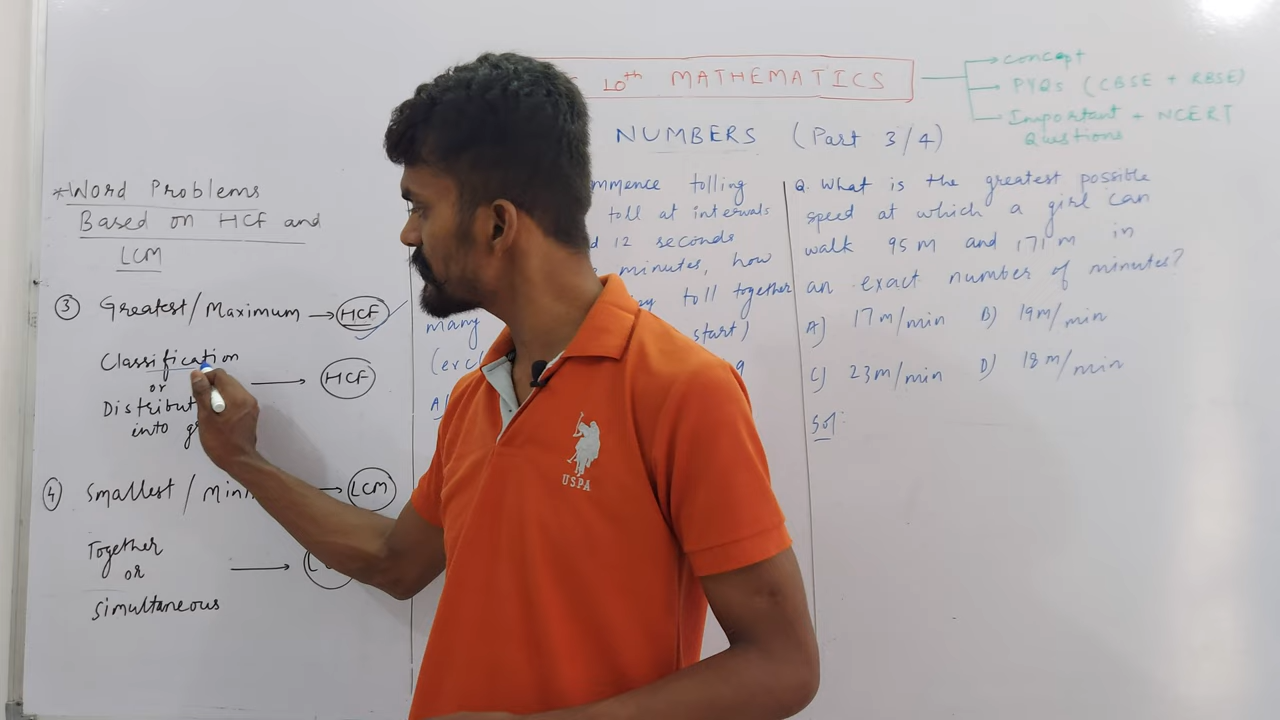 10th MATHEMATICS
concept
PYQs (CBSE + RBSE)
Important + NCERT
Questions
NUMBERS (Part 3/4)
*Word Problems
Based on HCF and
LCM
③ Greatest/Maximum → HCF
Classification
or → HCF
into
④ Smallest / → LCM
Together
or →
simultaneous
tolling
toll at intervals
12 seconds
minutes, how
many toll together
start)
A)
Q. What is the greatest possible
speed at which a girl can
walk 95 m and 171 m in
an exact number of minutes?
A) 17 m/min B) 19 m/min
C) 23 m/min D) 18 m/min
Sol:
USPA